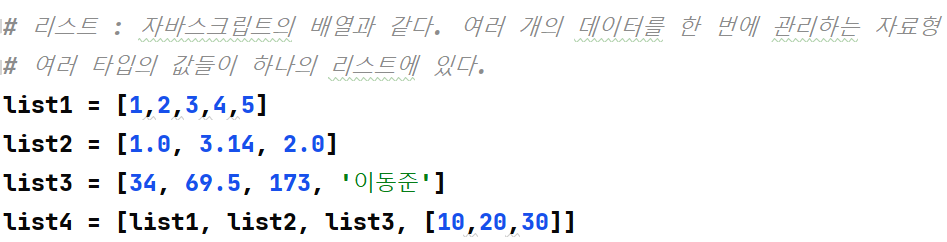 # 리스트 : 자바스크립트의 배열과 같다. 여러 개의 데이터를 한 번에 관리하는 자료형
# 여러 타입의 값들이 하나의 리스트에 있다.
list1 = [1,2,3,4,5]
list2 = [1.0, 3.14, 2.0]
list3 = [34, 69.5, 173, '이동준']
list4 = [list1, list2, list3, [10,20,30]]